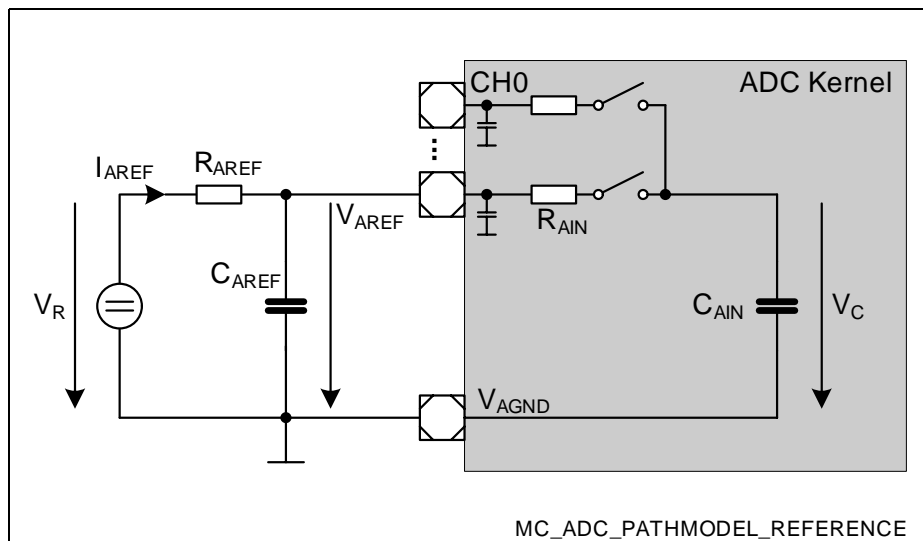 CH0
ADC Kernel
RAREF
IAREF
VAREF
RAIN
CAREF
VR
CAIN
VC
VAGND
MC_ADC_PATHMODEL_REFERENCE